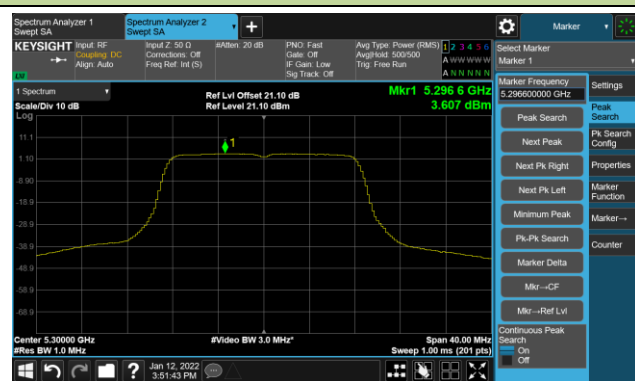 Spectrum Analyzer 1
Swept SA
Spectrum Analyzer 2
Swept SA
+
Marker
KEYSIGHT
Input: RF
Coupling: DC
Align: Auto
Input Z: 50 Ω
Corrections: Off
Freq Ref: Int (S)
#Atten: 20 dB
PNO: Fast
Gate: Off
IF Gain: Low
Sig Track: Off
Avg Type: Power (RMS)
Avg|Hold: 500/500
Trig: Free Run
1 2 3 4 5 6
A W W W W W
A N N N N N
Select Marker
Marker 1
LW
1 Spectrum
Scale/Div 10 dB
Log
Ref Lvl Offset 21.10 dB
Ref Level 21.10 dBm
Mkr1 5.296 6 GHz
3.607 dBm
1
11.1
1.10
-8.90
-18.9
-28.9
-38.9
-48.9
-58.9
-68.9
Center 5.30000 GHz
#Res BW 1.0 MHz
#Video BW 3.0 MHz*
Span 40.00 MHz
Sweep 1.00 ms (201 pts)
Marker Frequency
5.296600000 GHz
Peak Search
Next Peak
Next Pk Right
Next Pk Left
Minimum Peak
Pk-Pk Search
Marker Delta
Mkr→CF
Mkr→Ref Lvl
Continuous Peak
Search
On
Off
Settings
Peak
Search
Pk Search
Config
Properties
Marker
Function
Marker→
Counter
?
Jan 12, 2022
3:51:43 PM